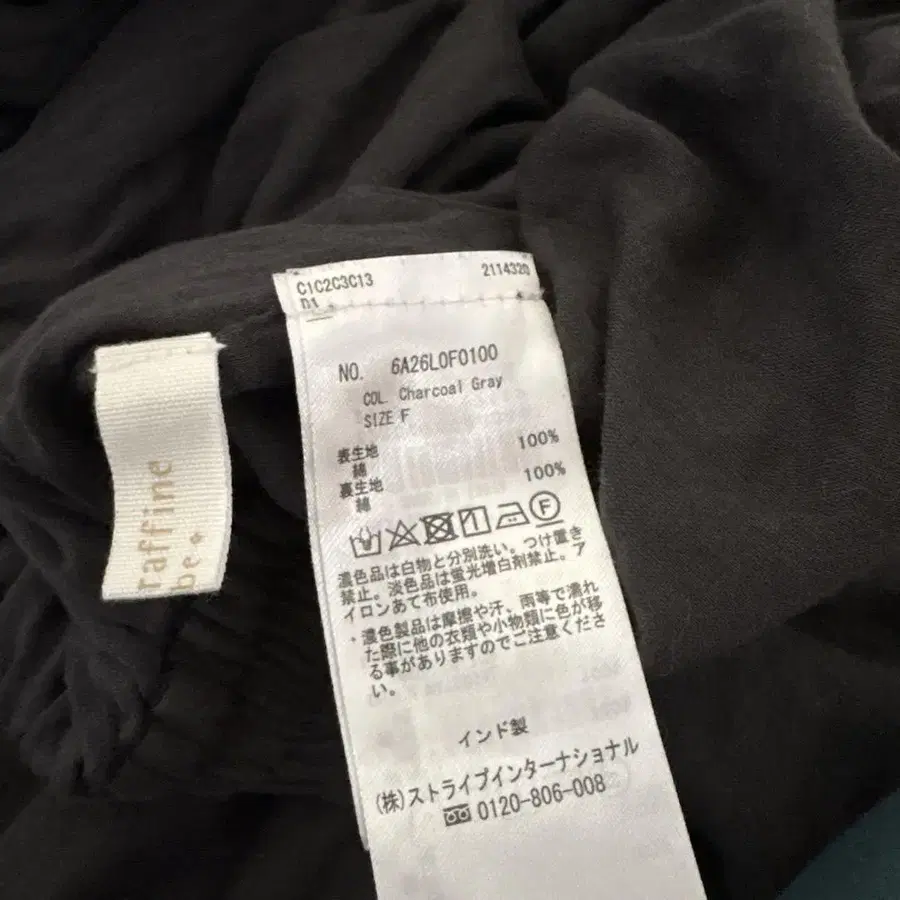 C1C2C3C13
2114320
D1
NO. 6A26L0F0100
COL. Charcoal Gray
SIZE F
表生地
綿 100%
裏生地
綿 100%
F
濃色品は白物と分別洗い。つけ置き
禁止。淡色品は蛍光増白剤禁止。ア
イロンあて布使用。
・濃色製品は摩擦や汗、雨等で濡れ
た際に他の衣類や小物類に色が移
る事がありますのでご注意くださ
い。
インド製
(株)ストライプインターナショナル
0120-806-008
raffine
be